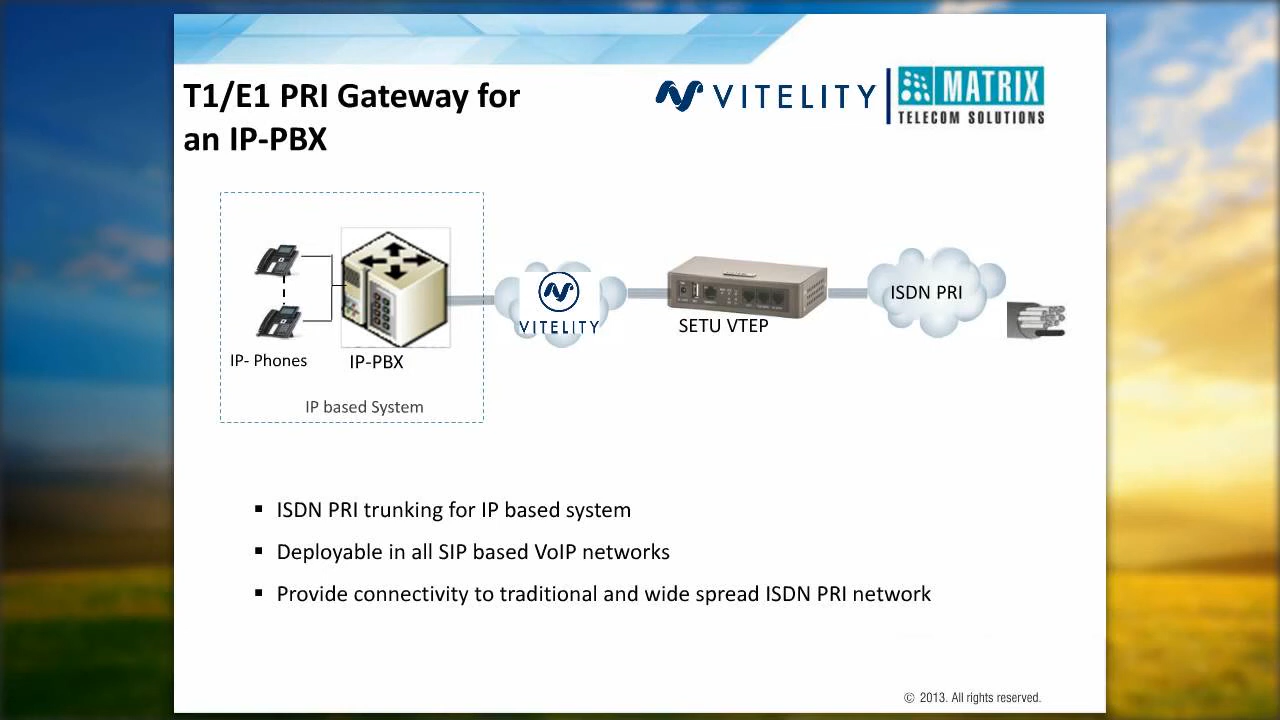 T1/E1 PRI Gateway for
an IP-PBX
VITELITY
MATRIX
TELECOM SOLUTIONS
VITELITY
ISDN PRI
SETU VTEP
IP- Phones
IP-PBX
IP based System
▪ ISDN PRI trunking for IP based system
▪ Deployable in all SIP based VoIP networks
▪ Provide connectivity to traditional and wide spread ISDN PRI network
© 2013. All rights reserved.